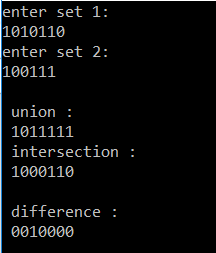 enter set 1:
1010110
enter set 2:
100111

union :
1011111
intersection :
1000110

difference :
0010000